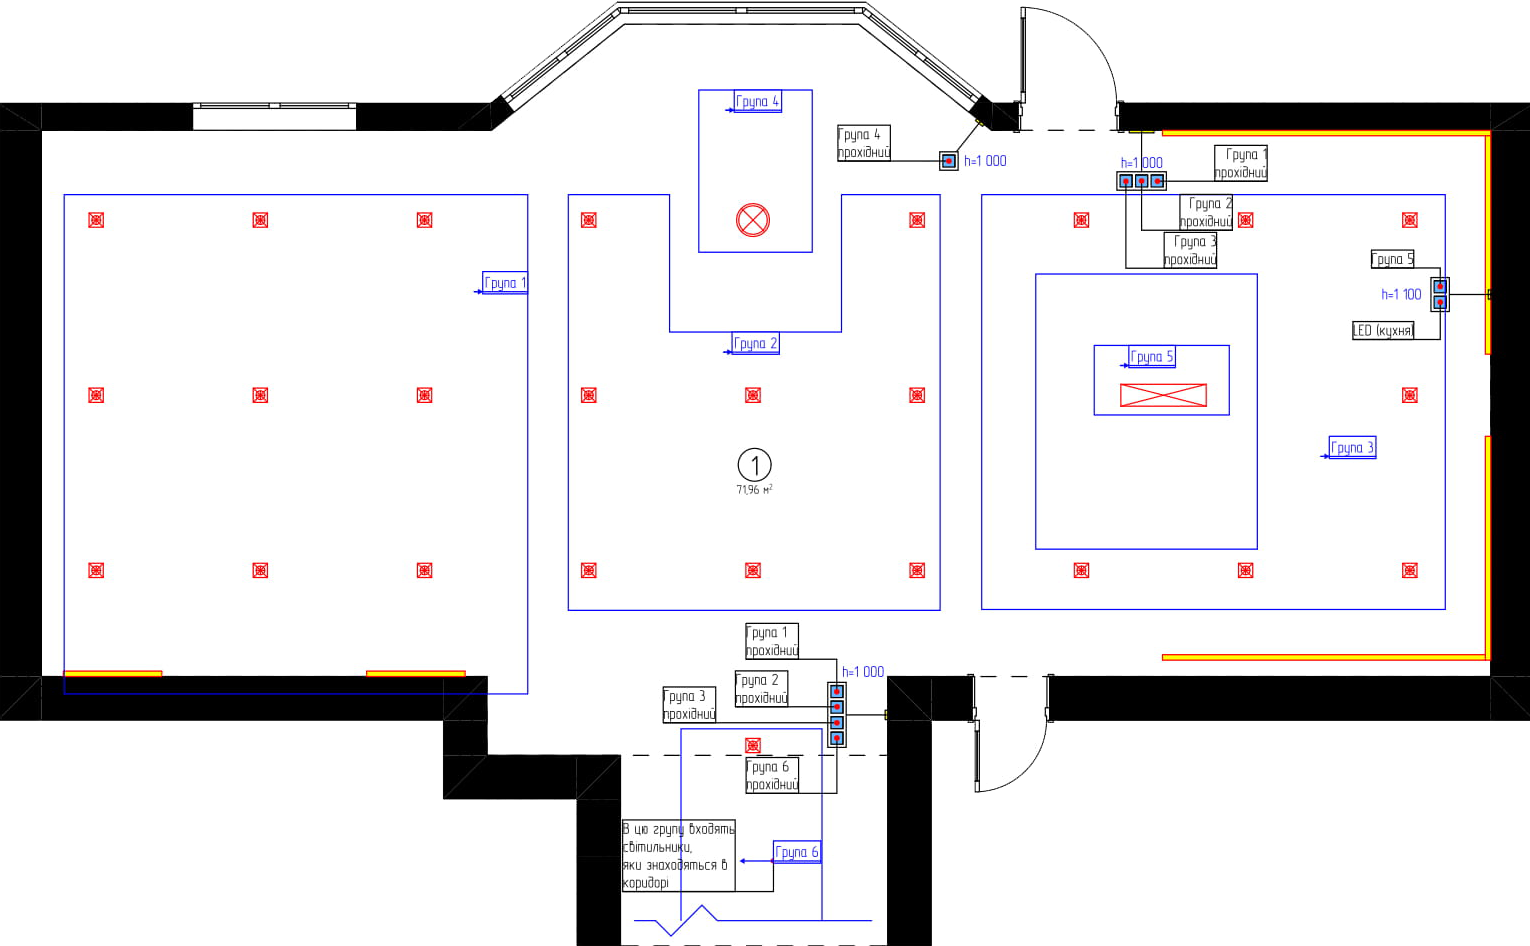 Група 4
Група 4
прохідний
h=1 000
h=1 000
Група 1
прохідний
Група 2
прохідний
Група 3
прохідний
Група 5
h=1 100
LED (кухня)
Група 1
Група 2
Група 5
Група 3
1
71,96 м²
Група 1
прохідний
h=1 000
Група 2
прохідний
Група 3
прохідний
Група 6
прохідний
В цю групу входять
світильники,
яки знаходяться в
коридорі
Група 6